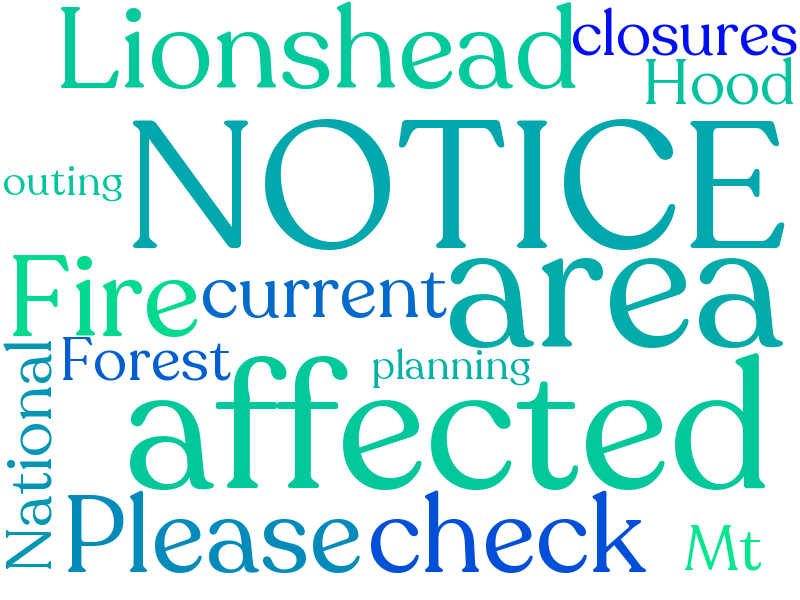 Lionshead
closures
Hood
NOTICE
outing
Fire
current
area
Forest
planning
National
affected
Please
check
Mt